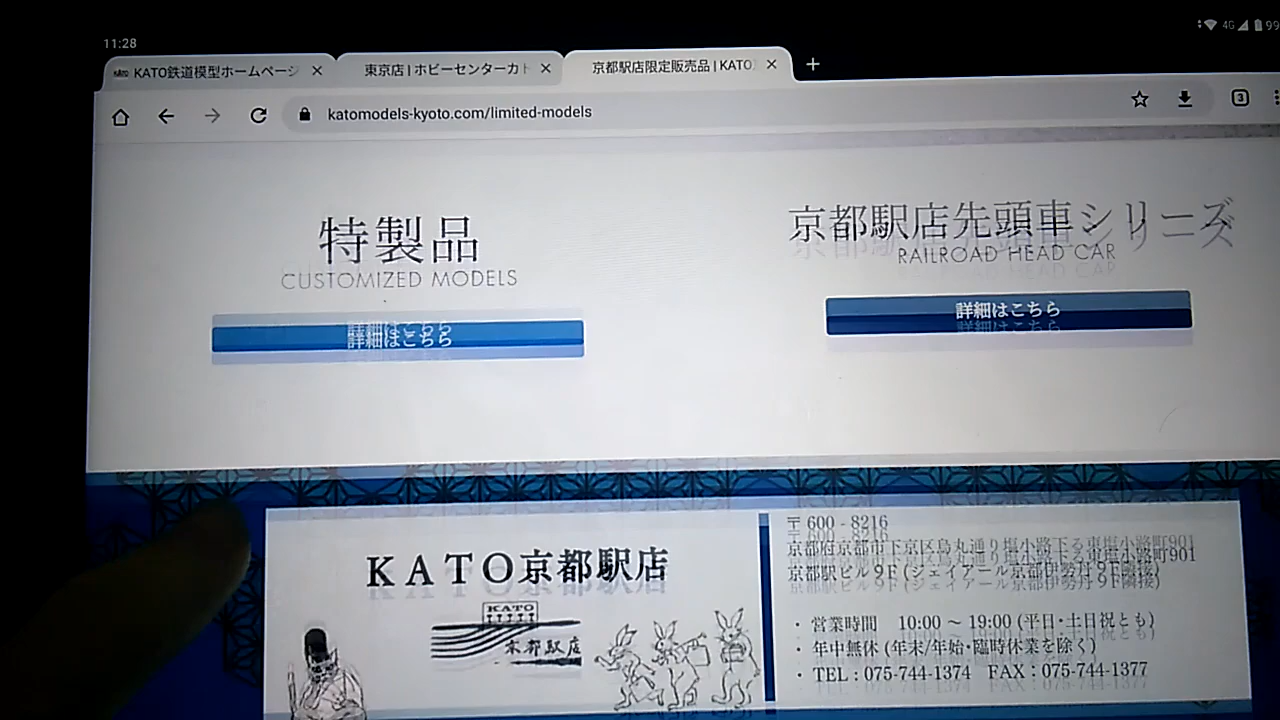 11:28
4G 99
KATO鉄道模型ホームページ
東京店 | ホビーセンターカト
京都駅店限定販売品 | KATO
katomodels-kyoto.com/limited-models
3
特製品
CUSTOMIZED MODELS
詳細はこちら
京都駅店先頭車シリーズ
RAILROAD HEAD CAR
詳細はこちら
KATO京都駅店
KATO
京都駅店
〒600 - 8216
京都府京都市下京区烏丸通り塩小路下る東塩小路町901
京都駅ビル9F (ジェイアール京都伊勢丹 9F隣接)
・ 営業時間 10:00 ～ 19:00 (平日・土日祝とも)
・ 年中無休 (年末/年始・臨時休業を除く)
・ TEL : 075-744-1374 FAX : 075-744-1377